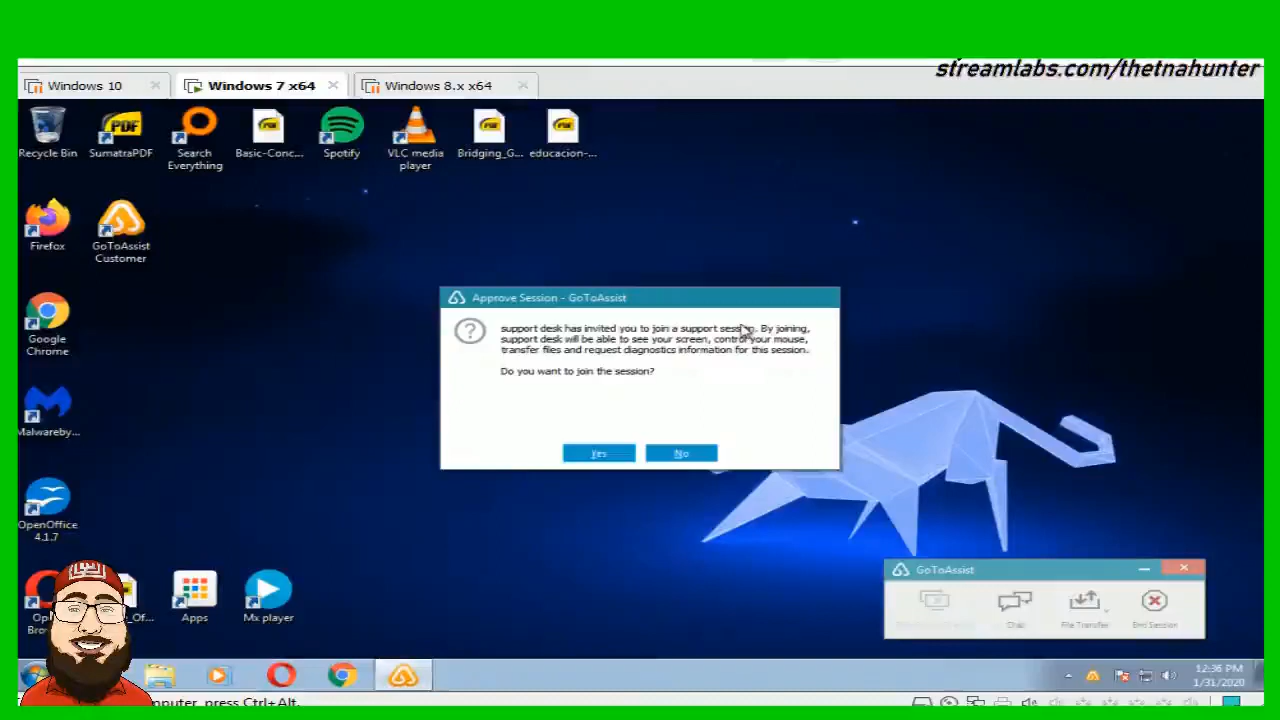 streamlabs.com/thetnahunter
Windows 10
Windows 7 x64
Windows 8.x x64
Recycle Bin
SumatraPDF
Search
Everything
Basic-Conc...
Spotify
VLC media
player
Bridging_G...
educacion-...
Firefox
GoToAssist
Customer
Approve Session - GoToAssist
support desk has invited you to join a support session. By joining,
support desk will be able to see your screen, control your mouse,
transfer files and request diagnostics information for this session.
Do you want to join the session?
Yes
No
Google
Chrome
Malwareby...
OpenOffice
4.1.7
Apps
Mx player
GoToAssist
Chat
File Transfer
End Session
12:36 PM
1/31/2020
computer, press Ctrl+Alt.